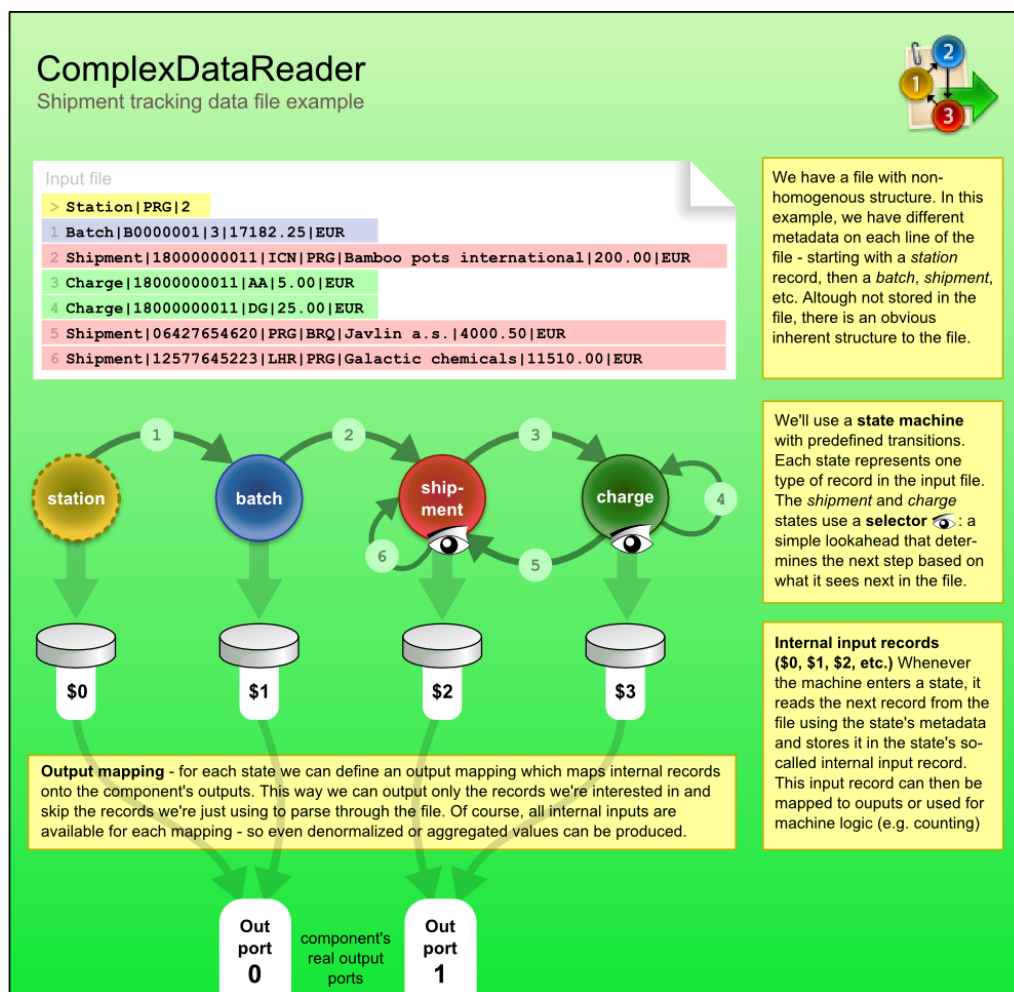 ComplexDataReader
Shipment tracking data file example
1
2
3
Input file
> Station|PRG|2
1 Batch|B0000001|3|17182.25|EUR
2 Shipment|18000000011|ICN|PRG|Bamboo pots international|200.00|EUR
3 Charge|18000000011|AA|5.00|EUR
4 Charge|18000000011|DG|25.00|EUR
5 Shipment|06427654620|PRG|BRQ|Javlin a.s.|4000.50|EUR
6 Shipment|12577645223|LHR|PRG|Galactic chemicals|11510.00|EUR
We have a file with non-
homogenous structure. In this
example, we have different
metadata on each line of the
file - starting with a station
record, then a batch, shipment,
etc. Altough not stored in the
file, there is an obvious
inherent structure to the file.
1
2
3
station
batch
ship-
ment
charge
4
5
6
We'll use a state machine
with predefined transitions.
Each state represents one
type of record in the input file.
The shipment and charge
states use a selector : a
simple lookahead that deter-
mines the next step based on
what it sees next in the file.
$0
$1
$2
$3
Internal input records
($0, $1, $2, etc.) Whenever
the machine enters a state, it
reads the next record from the
file using the state's metadata
and stores it in the state's so-
called internal input record.
This input record can then be
mapped to ouputs or used for
machine logic (e.g. counting)
Output mapping - for each state we can define an output mapping which maps internal records
onto the component's outputs. This way we can output only the records we're interested in and
skip the records we're just using to parse through the file. Of course, all internal inputs are
available for each mapping - so even denormalized or aggregated values can be produced.
Out
port
0
component's
real output
ports
Out
port
1